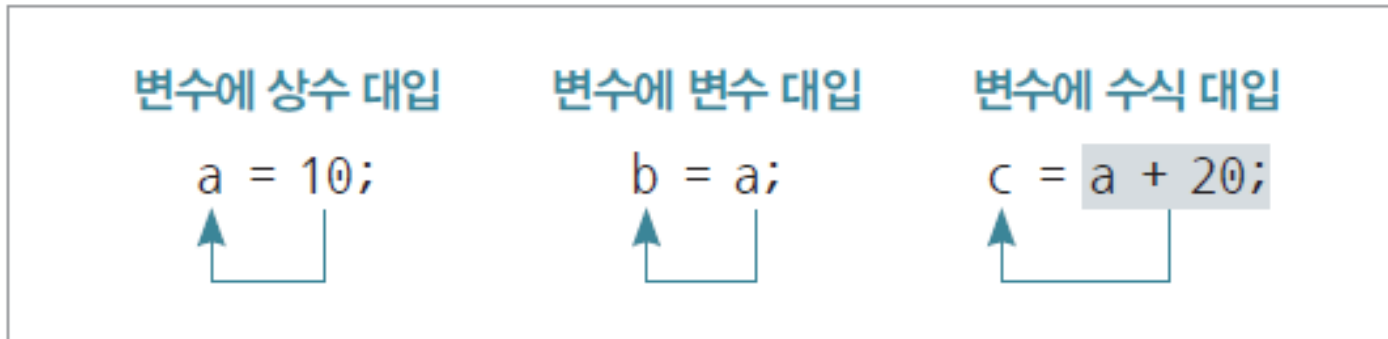 변수에 상수 대입 변수에 변수 대입 변수에 수식 대입
a = 10; b = a; c = a + 20;